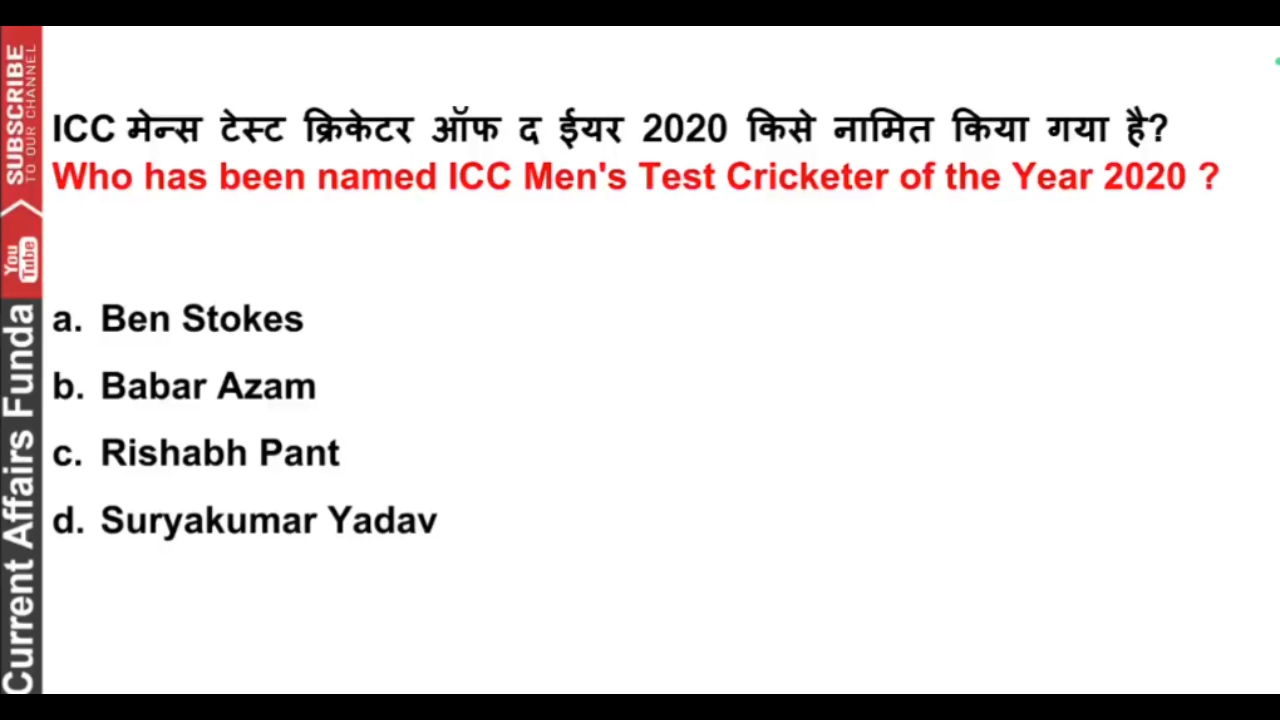 ICC मेन्स टेस्ट क्रिकेटर ऑफ द ईयर 2020 किसे नामित किया गया है?
Who has been named ICC Men's Test Cricketer of the Year 2020 ?
a. Ben Stokes
b. Babar Azam
c. Rishabh Pant
d. Suryakumar Yadav
SUBSCRIBE
TO OUR CHANNEL
You
Tube
Current Affairs Funda